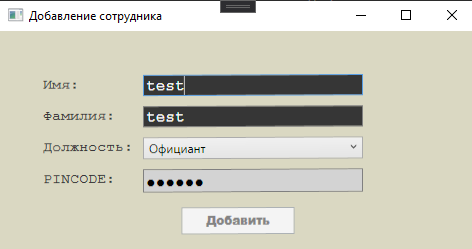 Добавление сотрудника
Имя: test
Фамилия: test
Должность: Официант
PINCODE: ●●●●●●
Добавить